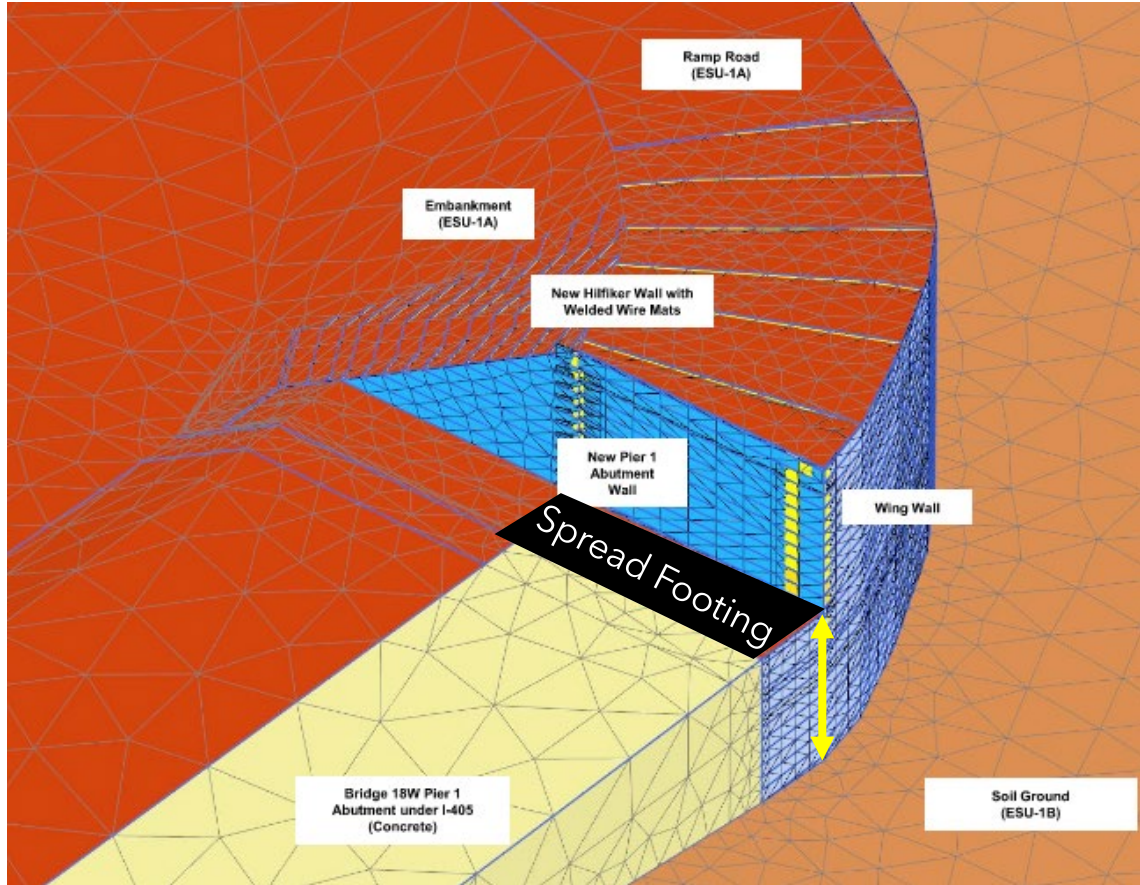 Ramp Road
(ESU-1A)
Embankment
(ESU-1A)
New Hilfiker Wall with
Welded Wire Mats
New Pier 1
Abutment
Wall
Wing Wall
Spread Footing
Bridge 18W Pier 1
Abutment under I-405
(Concrete)
Soil Ground
(ESU-1B)